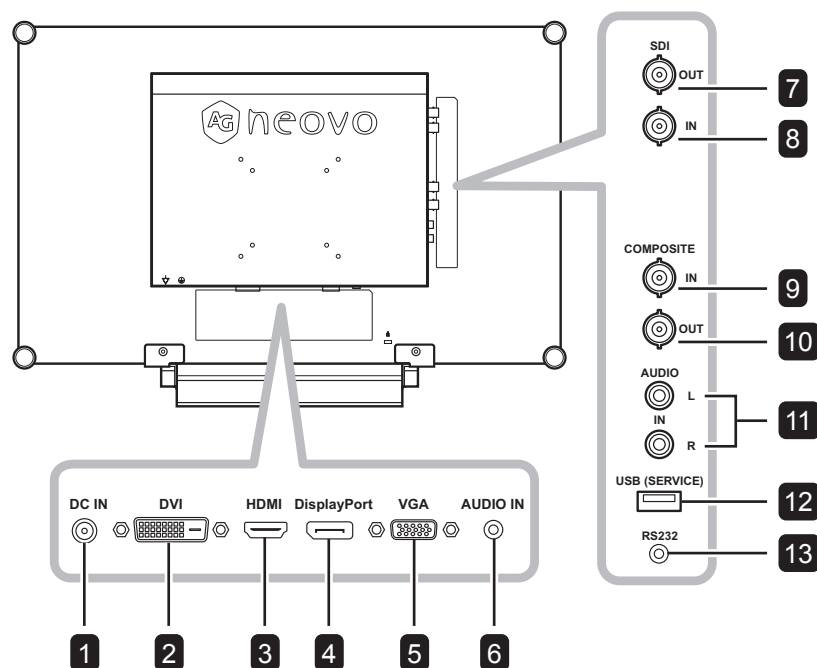 AG neovo
SDI
OUT
7
IN
8
COMPOSITE
IN
9
OUT
10
AUDIO
L
IN
11
R
USB (SERVICE)
12
RS232
13
DC IN
DVI
HDMI
DisplayPort
VGA
AUDIO IN
1
2
3
4
5
6